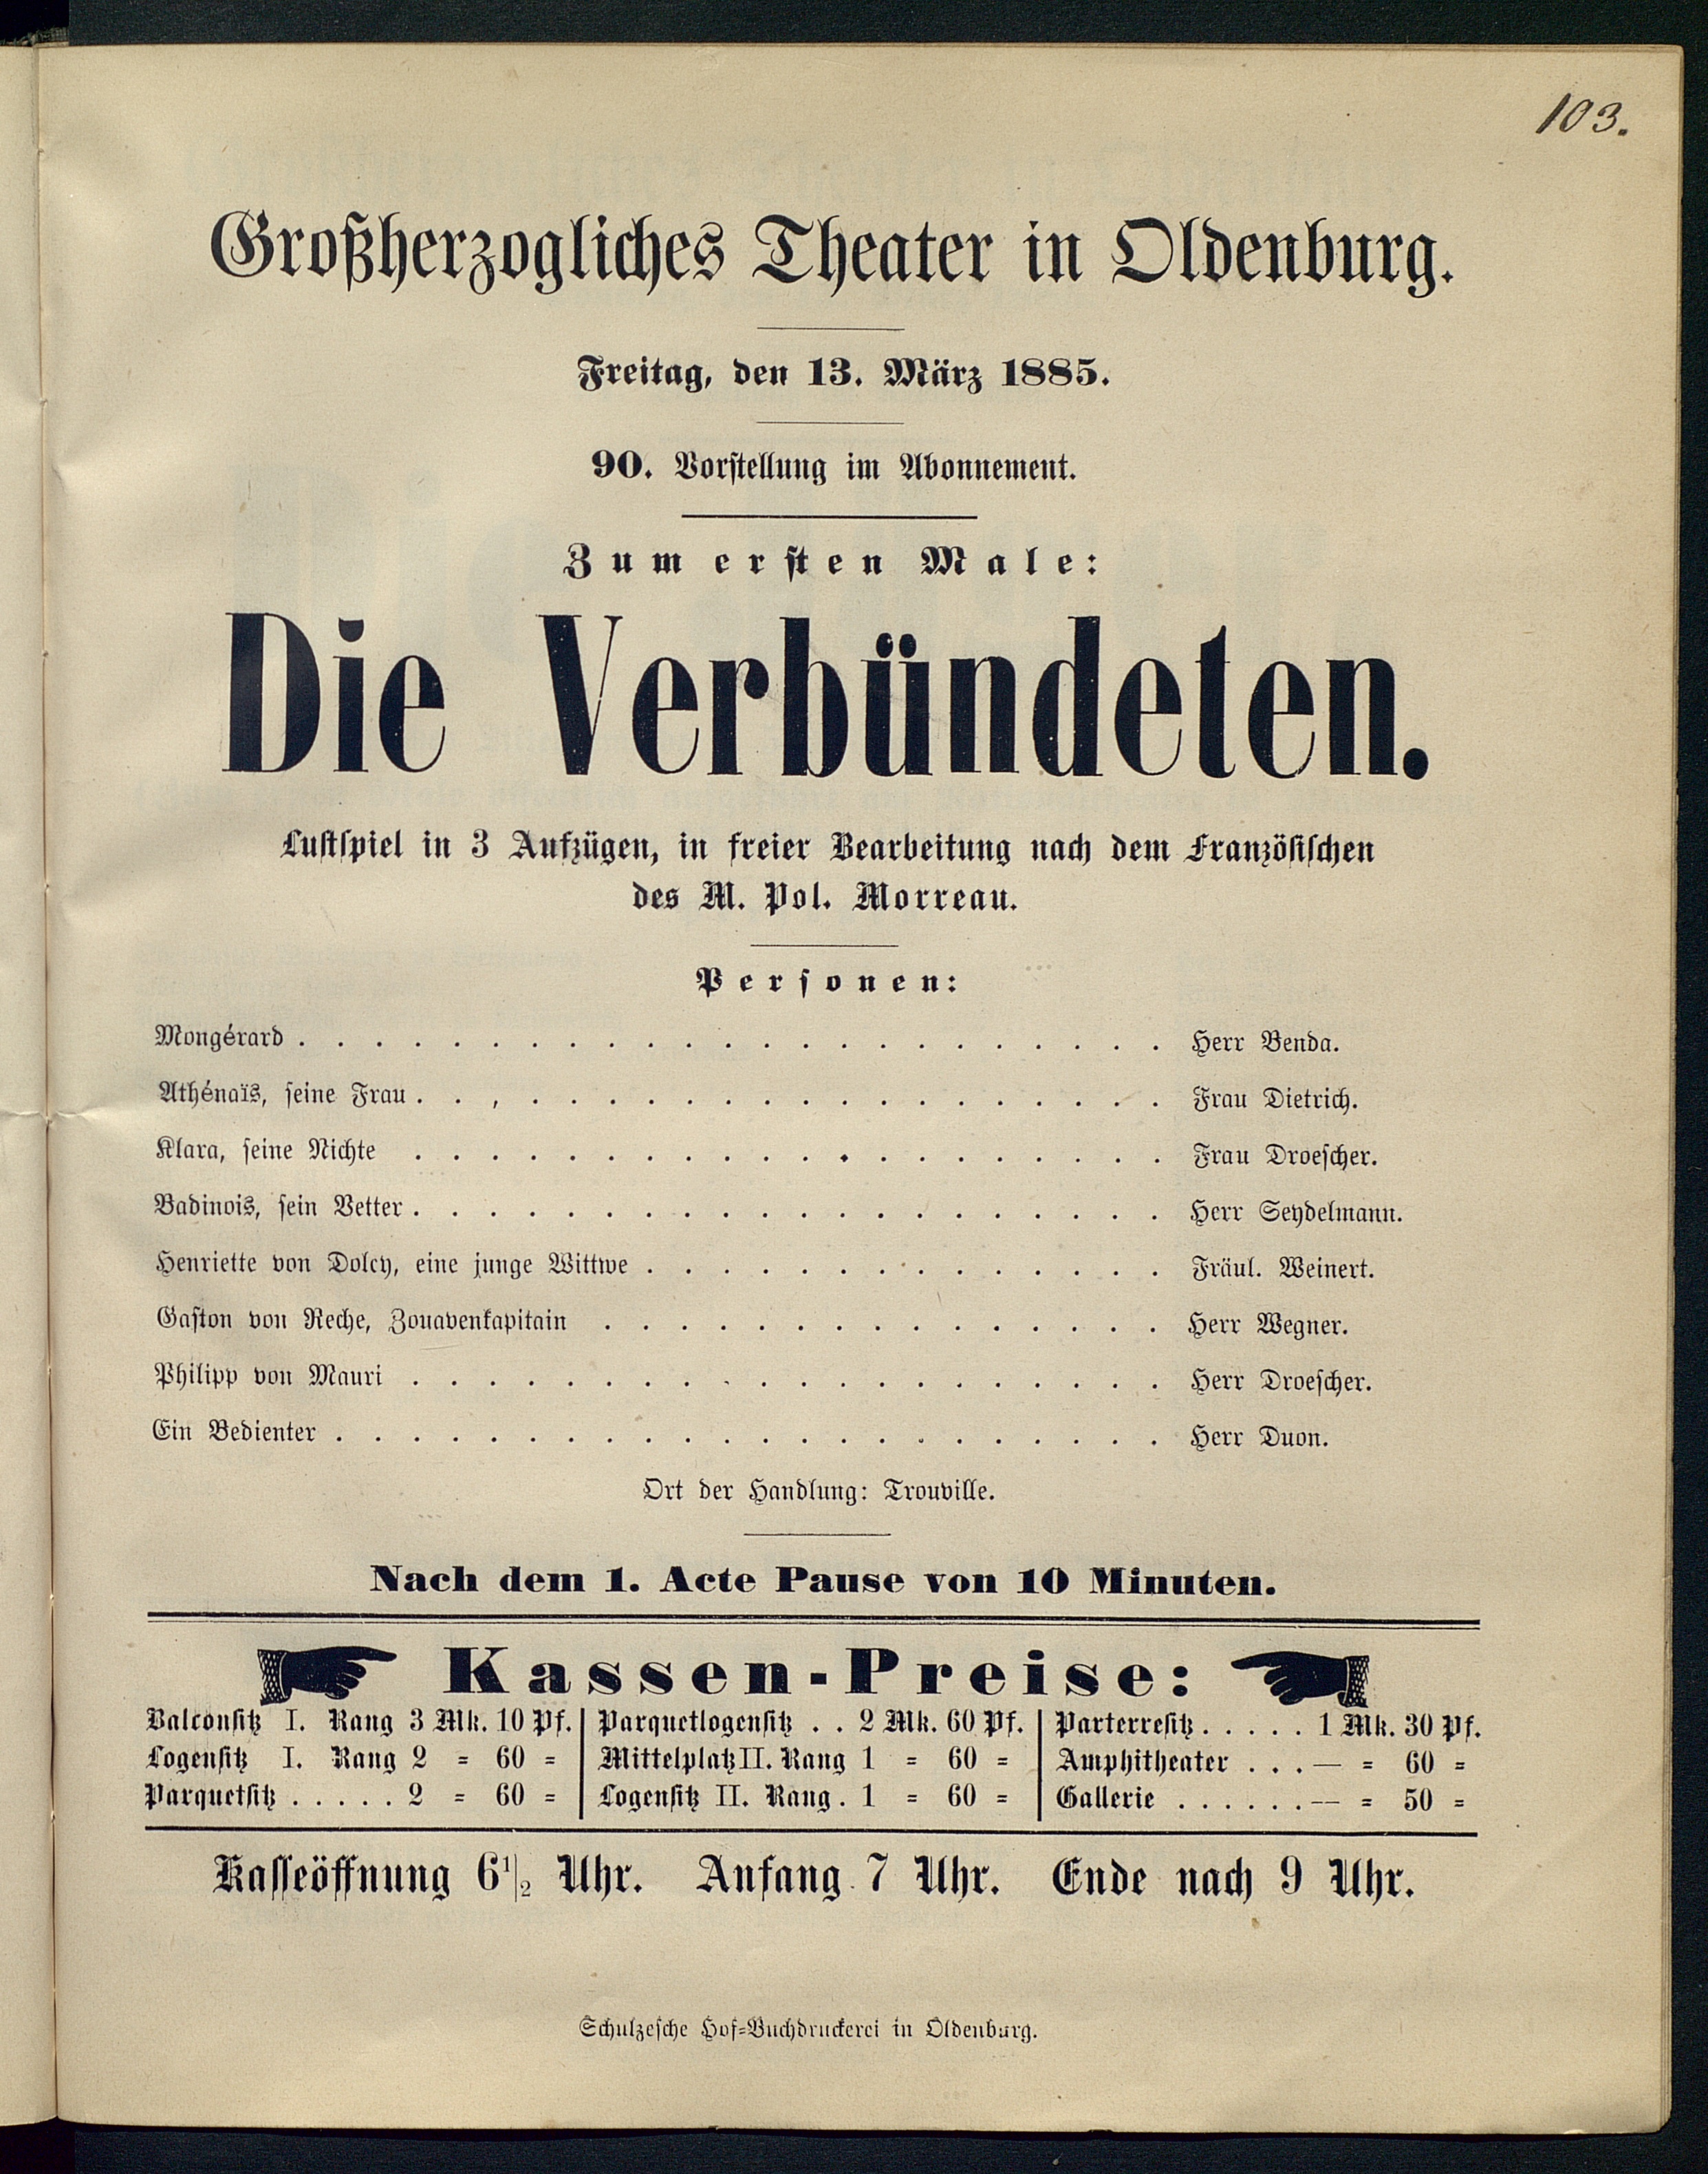 103.
Großherzogliches Theater in Oldenburg.
Freitag, den 13. März 1885.
90. Vorstellung im Abonnement.
Zum ersten Male:
Die Verbündeten.
Lustspiel in 3 Aufzügen, in freier Bearbeitung nach dem Französischen
des M. Pol. Morreau.
Personen:
Mongérard . . . . . . . . . . . . . . . . . . . . . . . Herr Benda.
Athénaïs, seine Frau . . , . . . . . . . . . . . . . . . . . Frau Dietrich.
Klara, seine Nichte . . . . . . . . . . . . . . . . . . . . Frau Droescher.
Badinois, sein Vetter . . . . . . . . . . . . . . . . . . . . Herr Seydelmann.
Henriette von Dolcy, eine junge Wittwe . . . . . . . . . . . . . . Fräul. Weinert.
Gaston von Reche, Zouavenkapitain . . . . . . . . . . . . . . . Herr Wegner.
Philipp von Mauri . . . . . . . . . . . . . . . . . . . . Herr Droescher.
Ein Bedienter . . . . . . . . . . . . . . . . . . . . . . Herr Duon.
Ort der Handlung: Trouville.
Nach dem 1. Acte Pause von 10 Minuten.
Kassen-Preise:
Balconsitz I. Rang 3 Mk. 10 Pf. | Parquetlogensitz . . 2 Mk. 60 Pf. | Parterresitz . . . . . 1 Mk. 30 Pf.
Logensitz I. Rang 2 = 60 = | Mittelplatz II. Rang 1 = 60 = | Amphitheater . . . — = 60 =
Parquetsitz . . . . . 2 = 60 = | Logensitz II. Rang . 1 = 60 = | Gallerie . . . . . . — = 50 =
Kasseöffnung 6 1/2 Uhr. Anfang 7 Uhr. Ende nach 9 Uhr.
Schulzesche Hof=Buchdruckerei in Oldenburg.